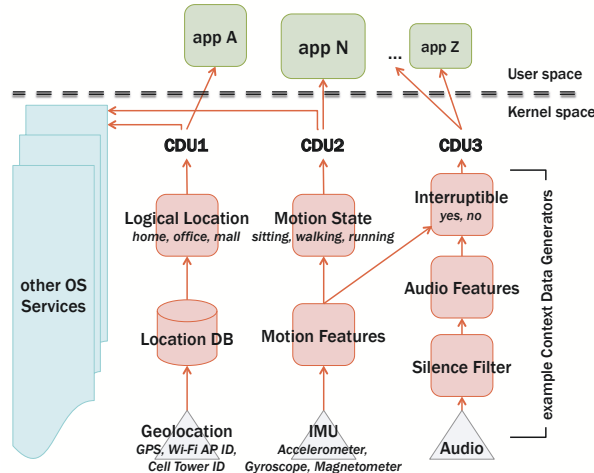 app A
app N
...
app Z
User space
Kernel space
CDU1
CDU2
CDU3
Logical Location
home, office, mall
Motion State
sitting, walking, running
Interruptible
yes, no
other OS
Services
Audio Features
Location DB
Motion Features
Silence Filter
example Context Data Generators
Geolocation
GPS, Wi-Fi AP ID,
Cell Tower ID
IMU
Accelerometer,
Gyroscope, Magnetometer
Audio